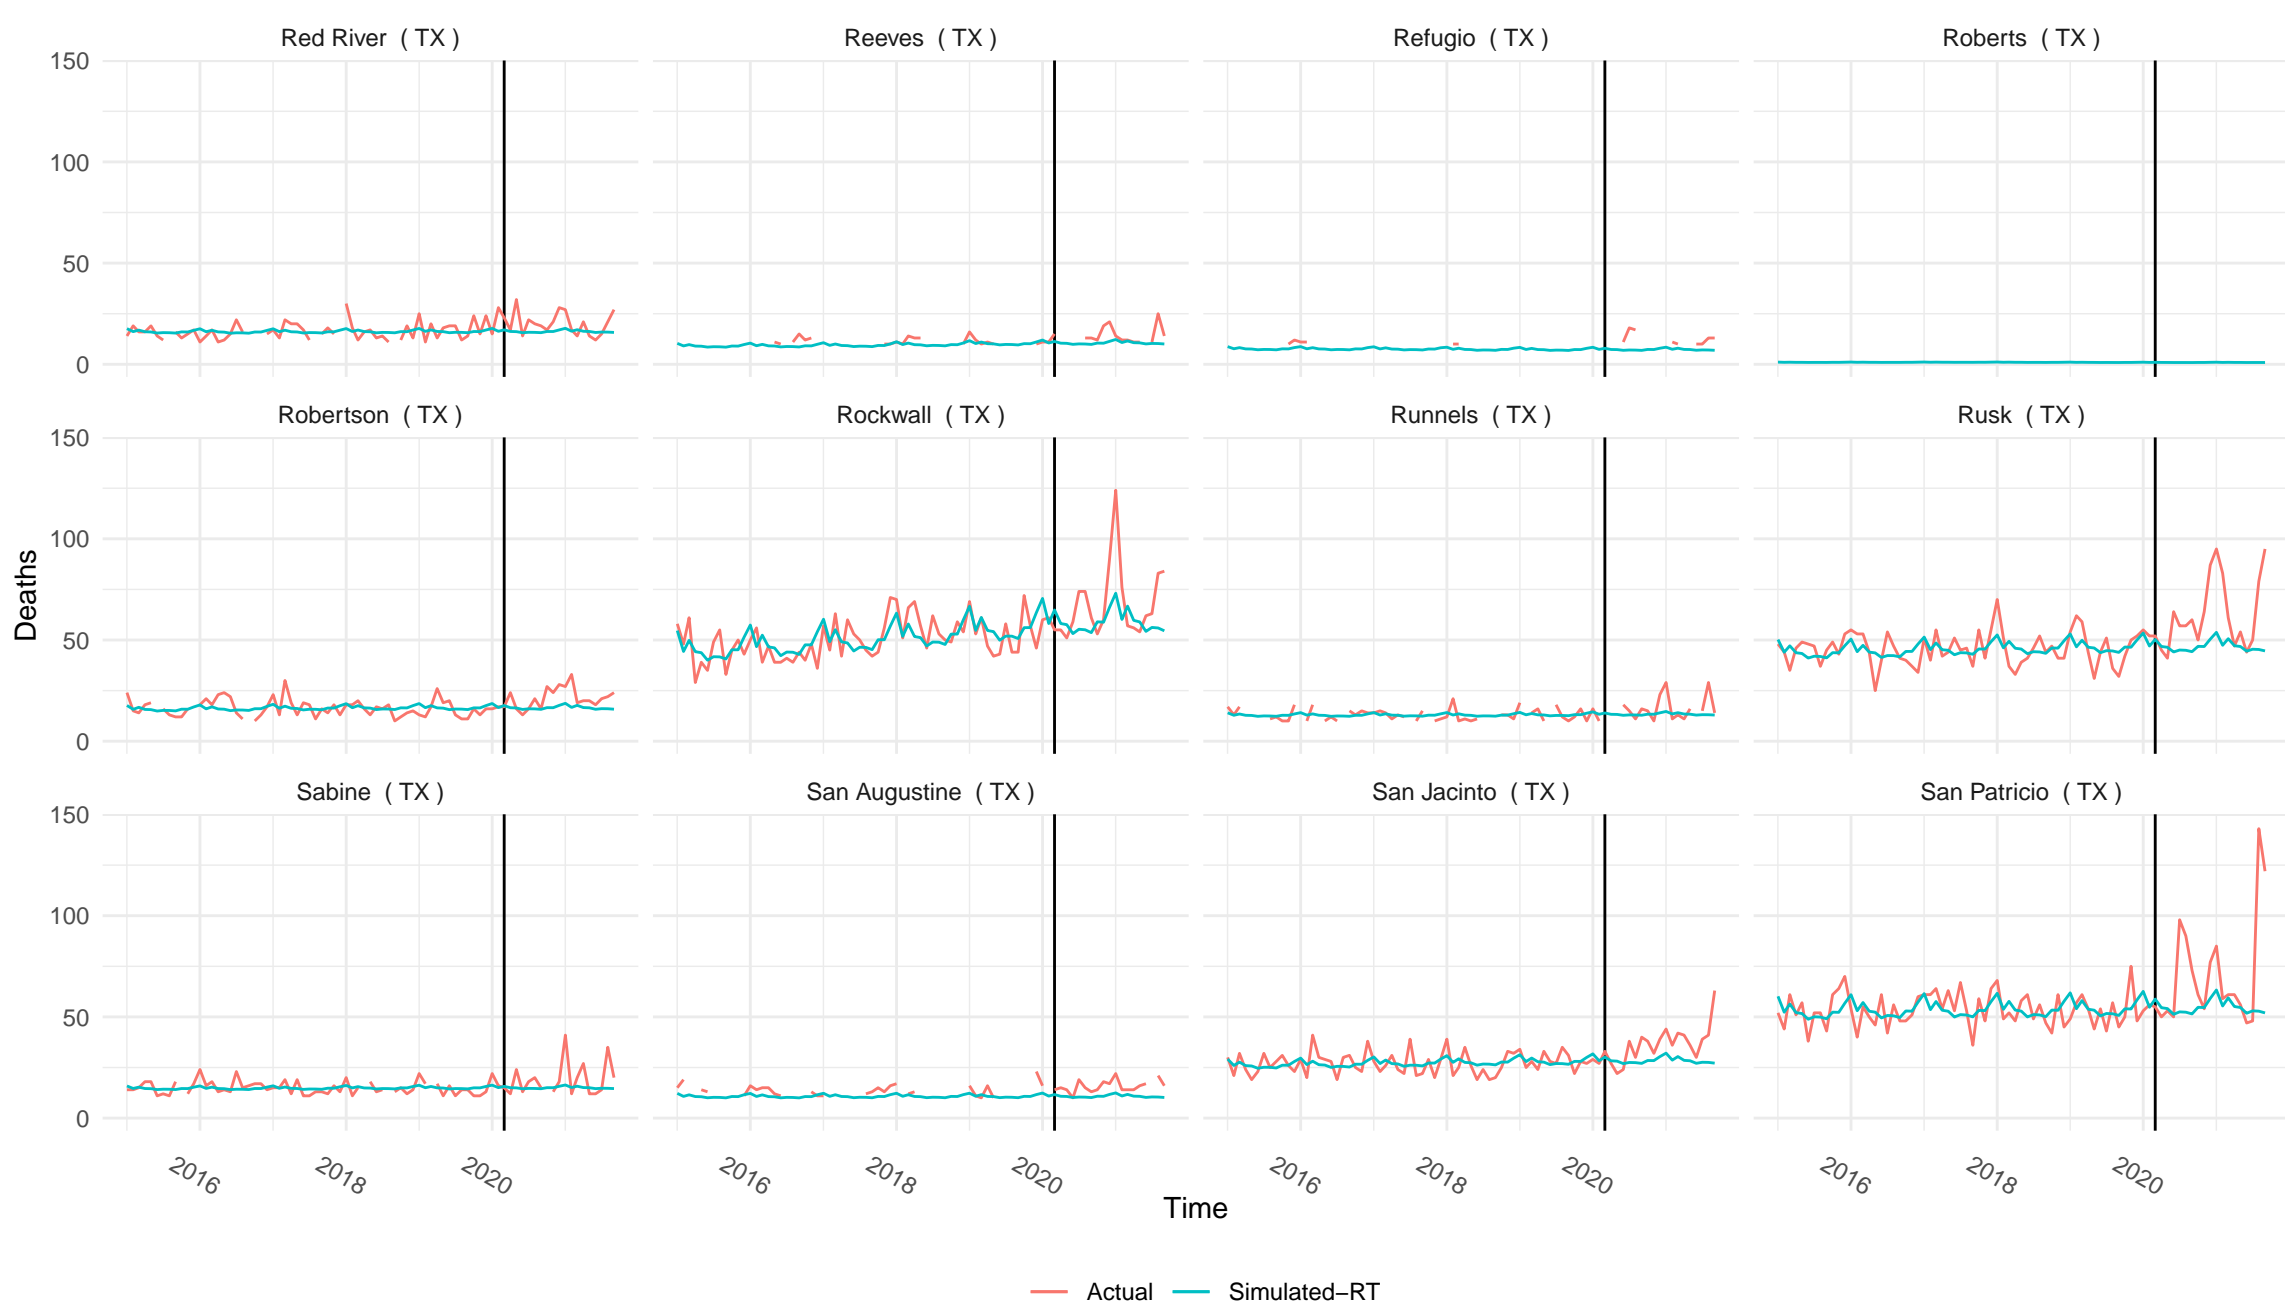 Red River  ( TX )
Reeves  ( TX )
Refugio  ( TX )
Roberts  ( TX )
150
100
50
0
Robertson  ( TX )
Rockwall  ( TX )
Runnels  ( TX )
Rusk  ( TX )
150
100
50
0
Deaths
Sabine  ( TX )
San Augustine  ( TX )
San Jacinto  ( TX )
San Patricio  ( TX )
150
100
50
0
2016 2018 2020
2016 2018 2020
2016 2018 2020
2016 2018 2020
Time
Actual
Simulated−RT